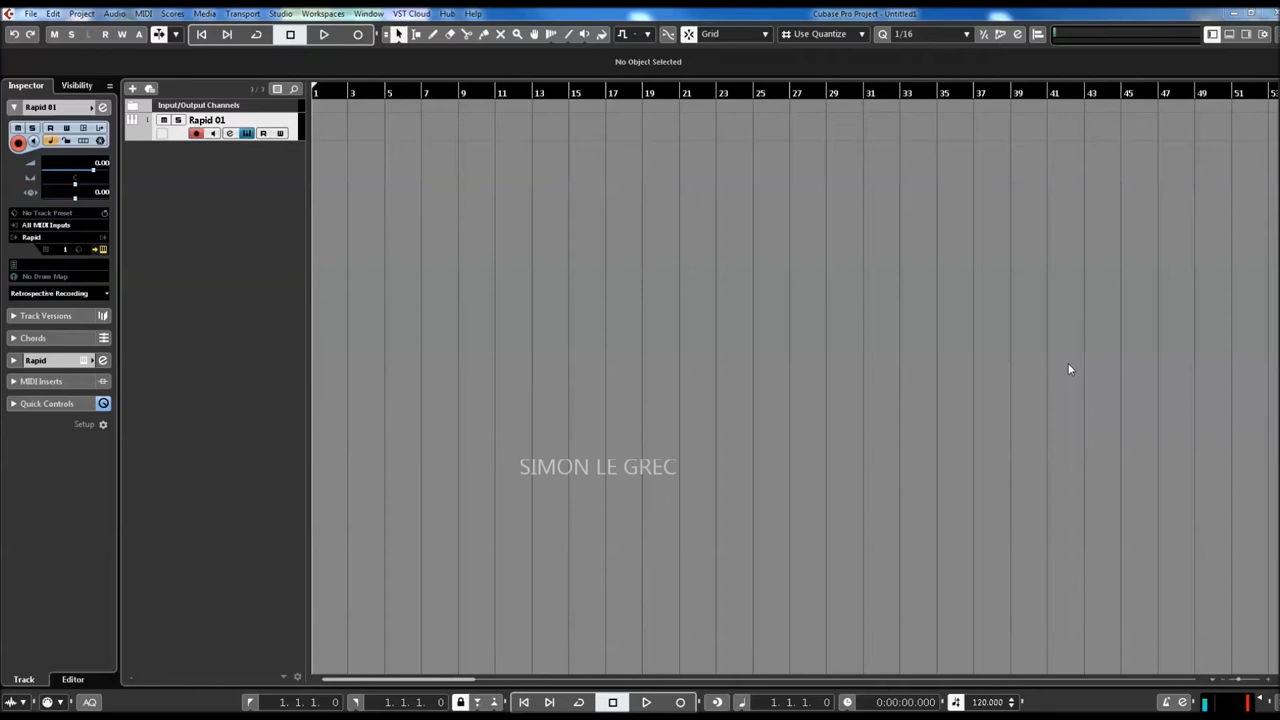 File Edit Project Audio MIDI Scores Media Transport Studio Workspaces Window VST Cloud Hub Help
Cubase Pro Project - Untitled1
M S L R W A Grid Use Quantize Q 1/16
No Object Selected
Inspector Visibility
1 3 5 7 9 11 13 15 17 19 21 23 25 27 29 31 33 35 37 39 41 43 45 47 49 51 53
Input/Output Channels
Rapid 01
1 M S Rapid 01
M S R W
e R W
0.00
C
0.00
No Track Preset
All MIDI Inputs
Rapid
1
No Drum Map
Retrospective Recording
Track Versions
Chords
Rapid
MIDI Inserts
Quick Controls
Setup
SIMON LE GREC
Track Editor
AQ 1. 1. 1. 0 1. 1. 1. 0 1. 1. 1. 0 0:00:00.000 120.000